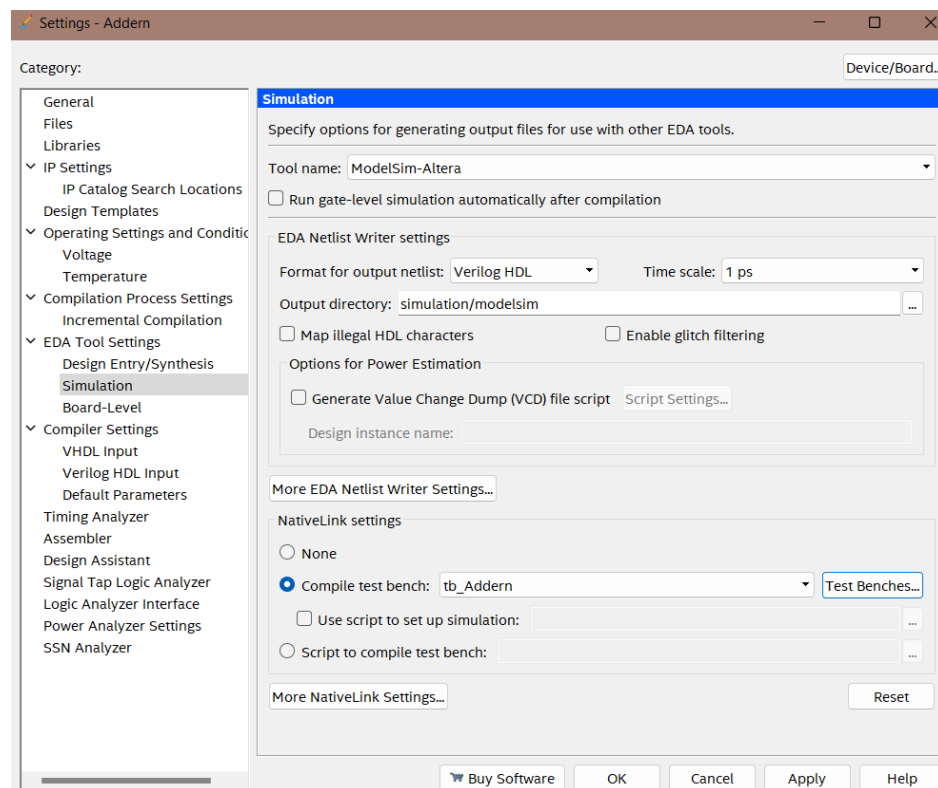 Settings - Addern
Category:
Device/Board..
General
Files
Libraries
IP Settings
IP Catalog Search Locations
Design Templates
Operating Settings and Conditic
Voltage
Temperature
Compilation Process Settings
Incremental Compilation
EDA Tool Settings
Design Entry/Synthesis
Simulation
Board-Level
Compiler Settings
VHDL Input
Verilog HDL Input
Default Parameters
Timing Analyzer
Assembler
Design Assistant
Signal Tap Logic Analyzer
Logic Analyzer Interface
Power Analyzer Settings
SSN Analyzer
Simulation
Specify options for generating output files for use with other EDA tools.
Tool name: ModelSim-Altera
Run gate-level simulation automatically after compilation
EDA Netlist Writer settings
Format for output netlist: Verilog HDL Time scale: 1 ps
Output directory: simulation/modelsim ...
Map illegal HDL characters Enable glitch filtering
Options for Power Estimation
Generate Value Change Dump (VCD) file script Script Settings...
Design instance name:
More EDA Netlist Writer Settings...
NativeLink settings
None
Compile test bench: tb_Addern Test Benches...
Use script to set up simulation: ...
Script to compile test bench: ...
More NativeLink Settings... Reset
Buy Software OK Cancel Apply Help